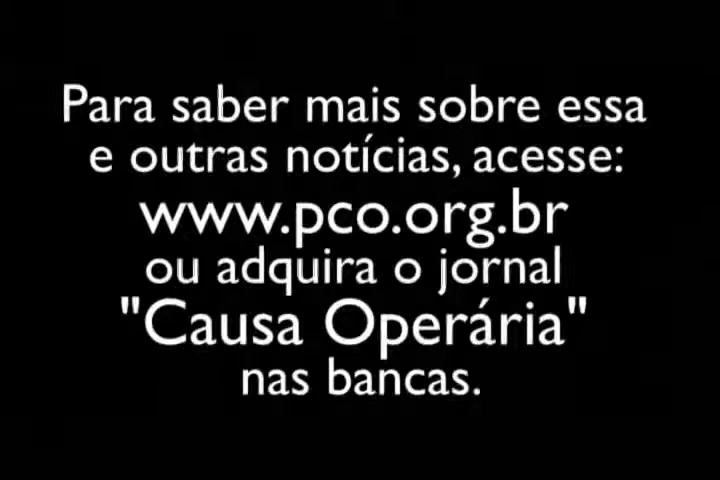 Para saber mais sobre essa
e outras notícias, acesse:
www.pco.org.br
ou adquira o jornal
"Causa Operária"
nas bancas.